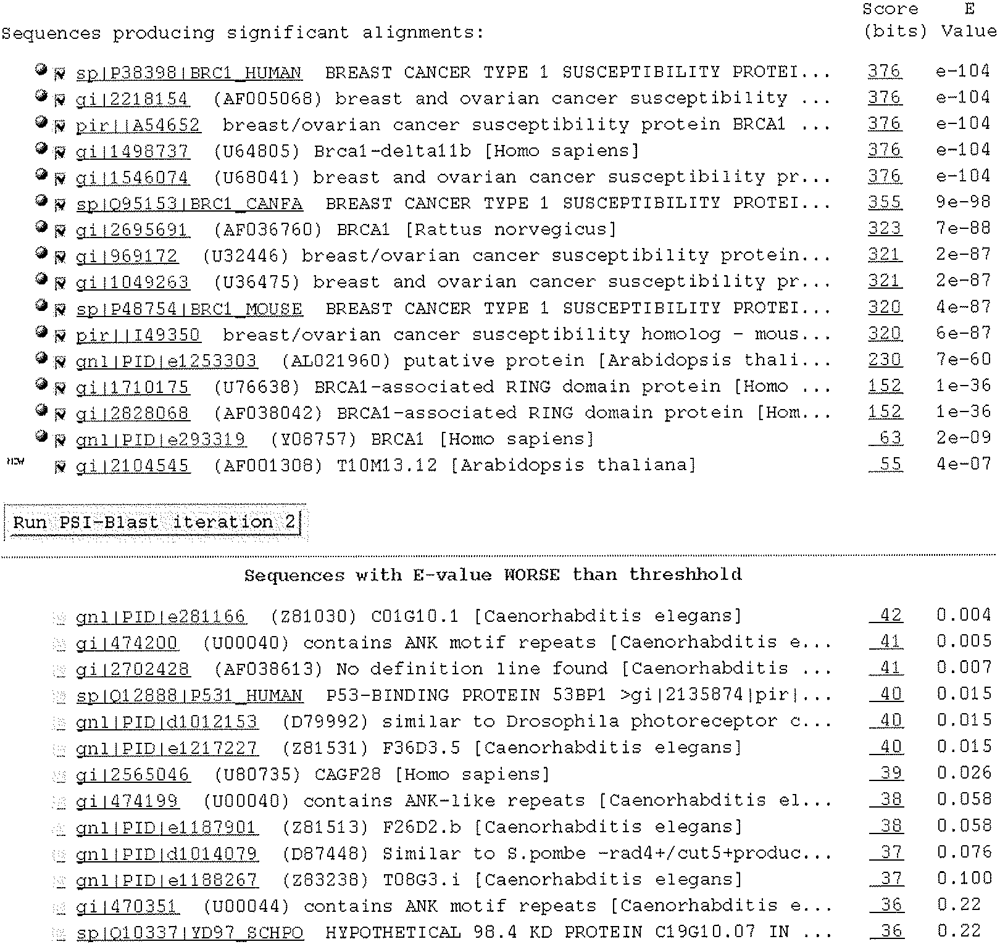 Score E
Sequences producing significant alignments: (bits) Value
sp|P38398|BRC1_HUMAN BREAST CANCER TYPE 1 SUSCEPTIBILITY PROTEI... 376 e-104
gi|2218154 (AF005068) breast and ovarian cancer susceptibility ... 376 e-104
pir||A54652 breast/ovarian cancer susceptibility protein BRCA1 ... 376 e-104
gi|1498737 (U64805) Brca1-delta11b [Homo sapiens] 376 e-104
gi|1546074 (U68041) breast and ovarian cancer susceptibility pr... 376 e-104
sp|Q95153|BRC1_CANFA BREAST CANCER TYPE 1 SUSCEPTIBILITY PROTEI... 355 9e-98
gi|2695691 (AF036760) BRCA1 [Rattus norvegicus] 323 7e-88
gi|969172 (U32446) breast/ovarian cancer susceptibility protein... 321 2e-87
gi|1049263 (U36475) breast and ovarian cancer susceptibility pr... 321 2e-87
sp|P48754|BRC1_MOUSE BREAST CANCER TYPE 1 SUSCEPTIBILITY PROTEI... 320 4e-87
pir||I49350 breast/ovarian cancer susceptibility homolog - mous... 320 6e-87
gnl|PID|e1253303 (AL021960) putative protein [Arabidopsis thali... 230 7e-60
gi|1710175 (U76638) BRCA1-associated RING domain protein [Homo ... 152 1e-36
gi|2828068 (AF038042) BRCA1-associated RING domain protein [Hom... 152 1e-36
gnl|PID|e293319 (Y08757) BRCA1 [Homo sapiens] 63 2e-09
NEW gi|2104545 (AF001308) T10M13.12 [Arabidopsis thaliana] 55 4e-07
Run PSI-Blast iteration 2
Sequences with E-value WORSE than threshhold
gnl|PID|e281166 (Z81030) C01G10.1 [Caenorhabditis elegans] 42 0.004
gi|474200 (U00040) contains ANK motif repeats [Caenorhabditis e... 41 0.005
gi|2702428 (AF038613) No definition line found [Caenorhabditis ... 41 0.007
sp|Q12888|P531_HUMAN P53-BINDING PROTEIN 53BP1 >gi|2135874|pir|... 40 0.015
gnl|PID|d1012153 (D79992) similar to Drosophila photoreceptor c... 40 0.015
gnl|PID|e1217227 (Z81531) F36D3.5 [Caenorhabditis elegans] 40 0.015
gi|2565046 (U80735) CAGF28 [Homo sapiens] 39 0.026
gi|474199 (U00040) contains ANK-like repeats [Caenorhabditis el... 38 0.058
gnl|PID|e1187901 (Z81513) F26D2.b [Caenorhabditis elegans] 38 0.058
gnl|PID|d1014079 (D87448) Similar to S.pombe -rad4+/cut5+produc... 37 0.076
gnl|PID|e1188267 (Z83238) T08G3.i [Caenorhabditis elegans] 37 0.100
gi|470351 (U00044) contains ANK motif repeats [Caenorhabditis e... 36 0.22
sp|Q10337|YD97_SCHPO HYPOTHETICAL 98.4 KD PROTEIN C19G10.07 IN ... 36 0.22